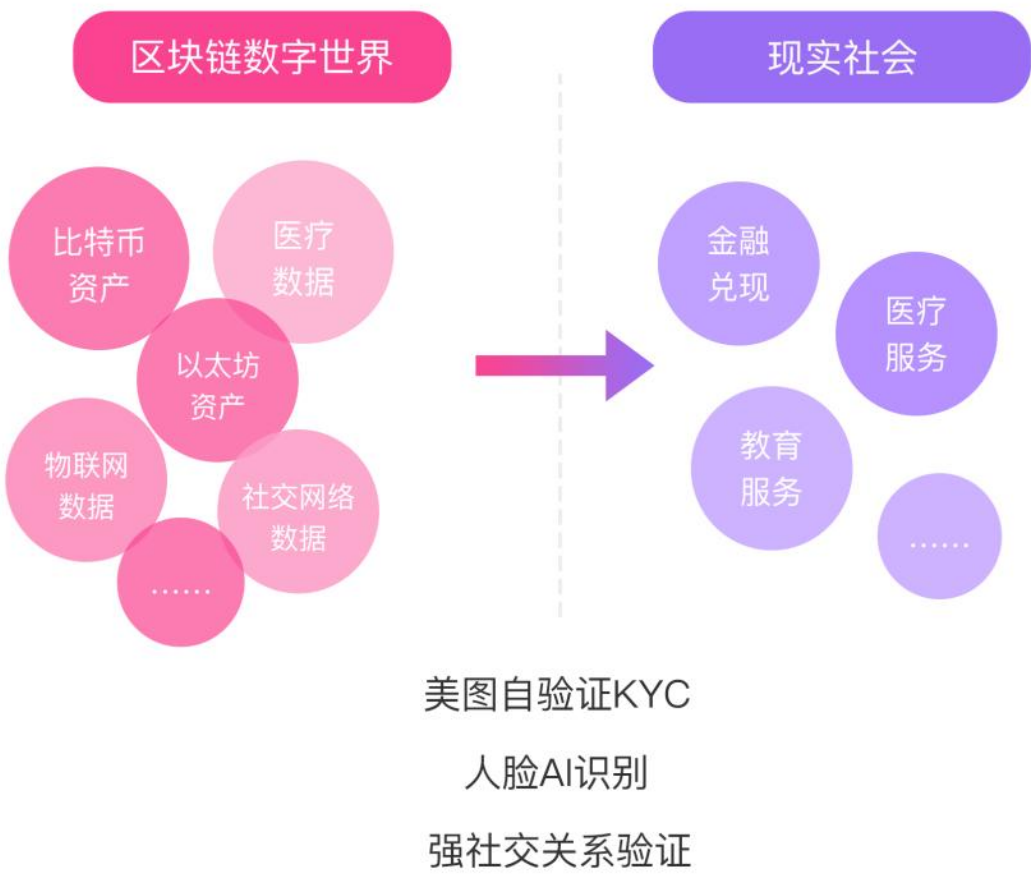 区块链数字世界
现实社会
比特币
资产
医疗
数据
以太坊
资产
物联网
数据
社交网络
数据
……
金融
兑现
医疗
服务
教育
服务
……
美图自验证KYC
人脸AI识别
强社交关系验证